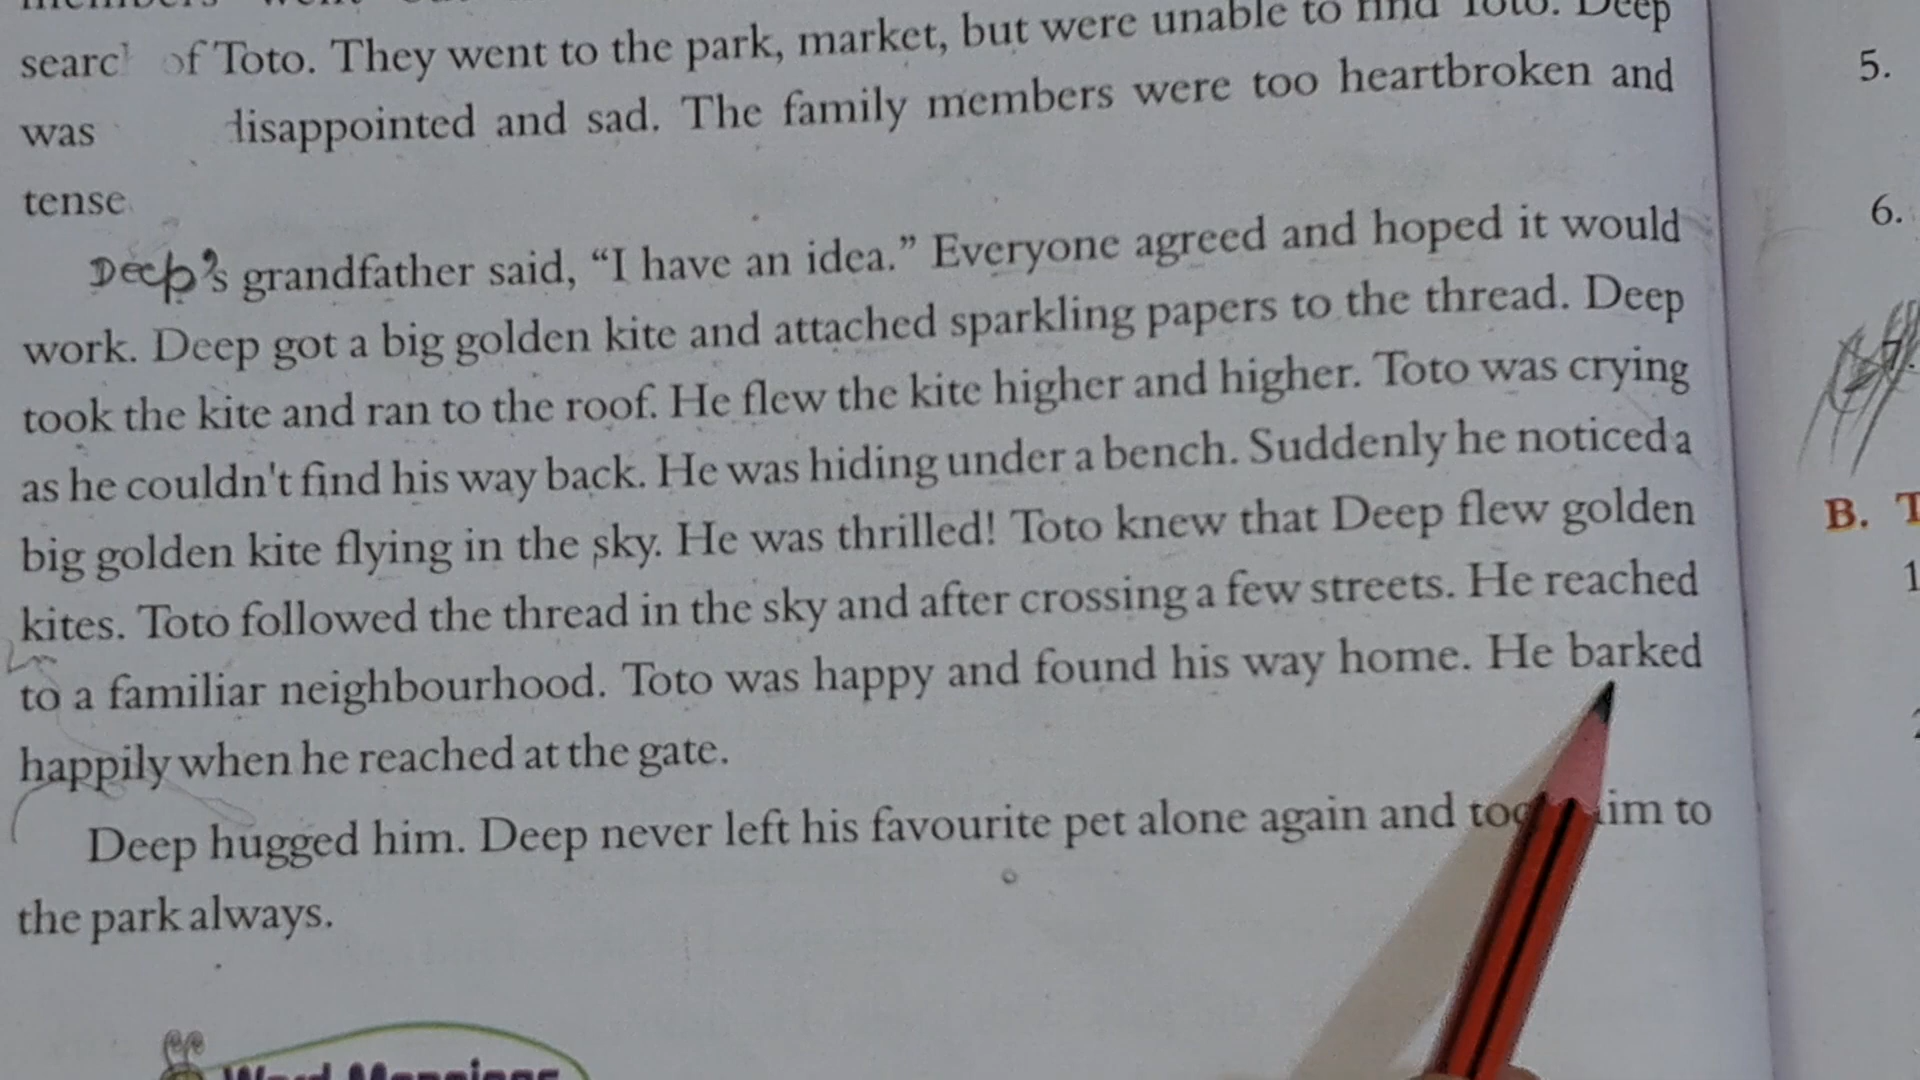 search of Toto. They went to the park, market, but were unable to find Toto. Deep
was disappointed and sad. The family members were too heartbroken and
tense
Deep's grandfather said, “I have an idea.” Everyone agreed and hoped it would
work. Deep got a big golden kite and attached sparkling papers to the thread. Deep
took the kite and ran to the roof. He flew the kite higher and higher. Toto was crying
as he couldn't find his way back. He was hiding under a bench. Suddenly he noticed a
big golden kite flying in the sky. He was thrilled! Toto knew that Deep flew golden
kites. Toto followed the thread in the sky and after crossing a few streets. He reached
to a familiar neighbourhood. Toto was happy and found his way home. He barked
happily when he reached at the gate.
Deep hugged him. Deep never left his favourite pet alone again and took him to
the park always.
Word Meanings
5.
6.
7.
B. T
1
2